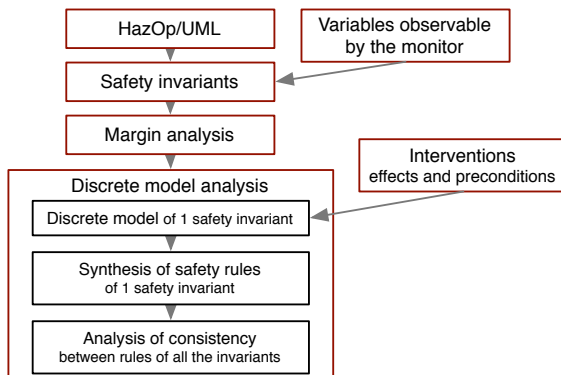 HazOp/UML
Variables observable
by the monitor
Safety invariants
Margin analysis
Interventions
effects and preconditions
Discrete model analysis
Discrete model of 1 safety invariant
Synthesis of safety rules
of 1 safety invariant
Analysis of consistency
between rules of all the invariants